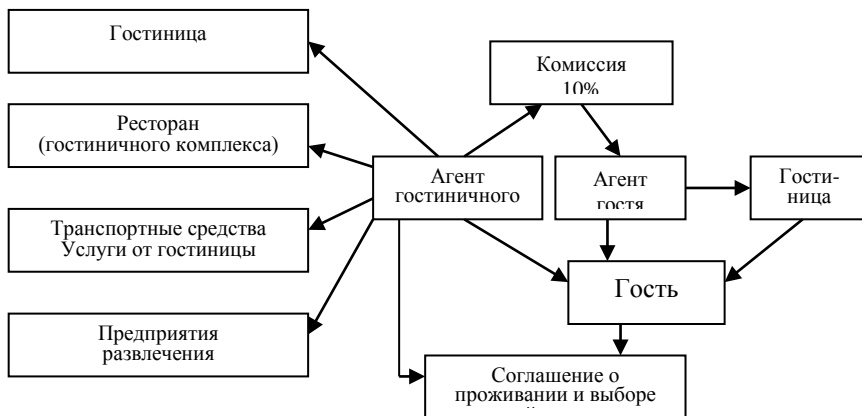 Гостиница
Комиссия
10%
Ресторан
(гостиничного комплекса)
Агент
гостиничного
Агент
гостя
Гости-
ница
Транспортные средства
Услуги от гостиницы
Гость
Предприятия
развлечения
Соглашение о
проживании и выборе